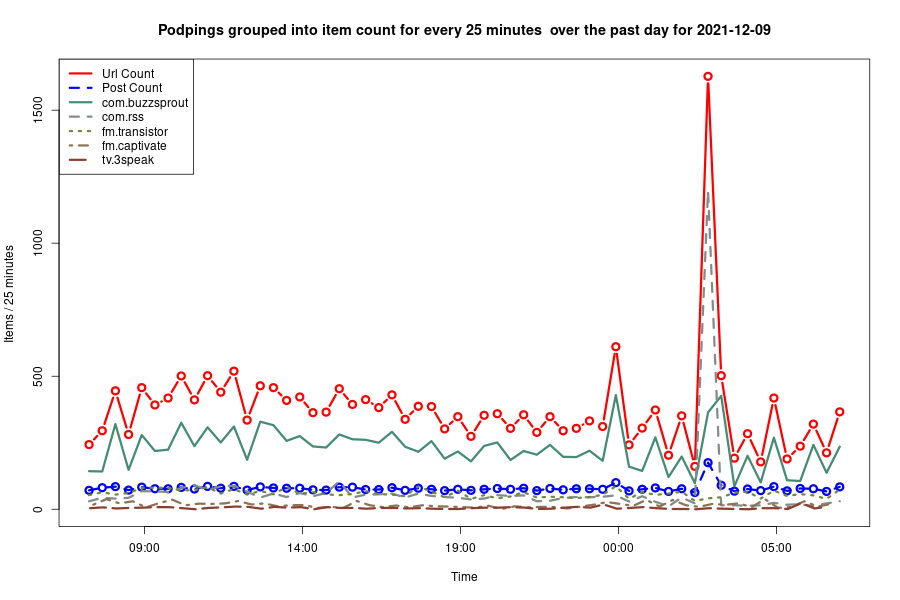 Podpings grouped into item count for every 25 minutes  over the past day for 2021-12-09
Url Count
Post Count
com.buzzsprout
com.rss
fm.transistor
fm.captivate
tv.3speak
Items / 25 minutes
1500
1000
500
0
09:00
14:00
19:00
00:00
05:00
Time